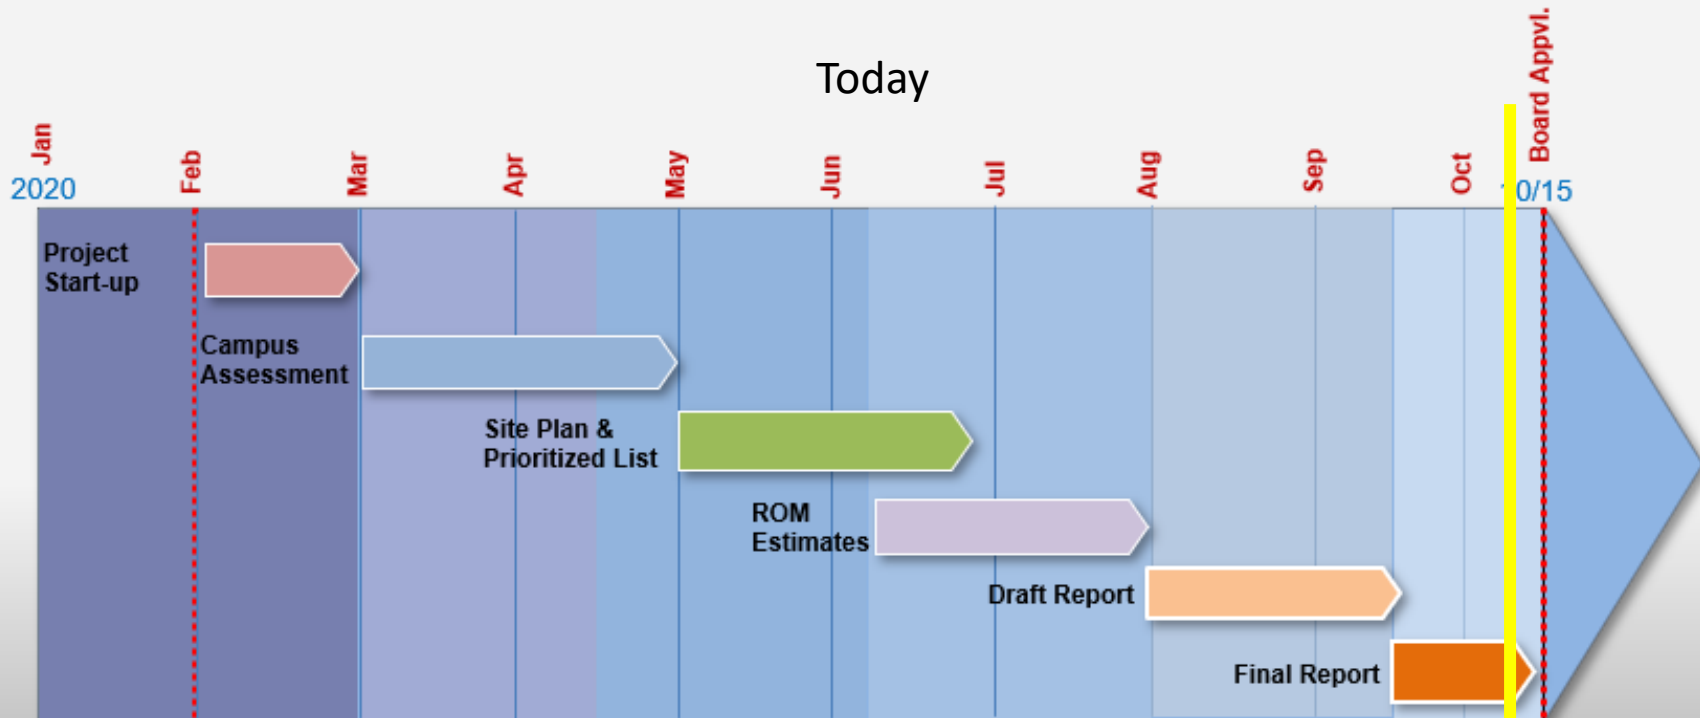 Today
Jan
2020
Feb
Mar
Apr
May
Jun
Jul
Aug
Sep
Oct
Board Appvl.
10/15
Project
Start-up
Campus
Assessment
Site Plan &
Prioritized List
ROM
Estimates
Draft Report
Final Report